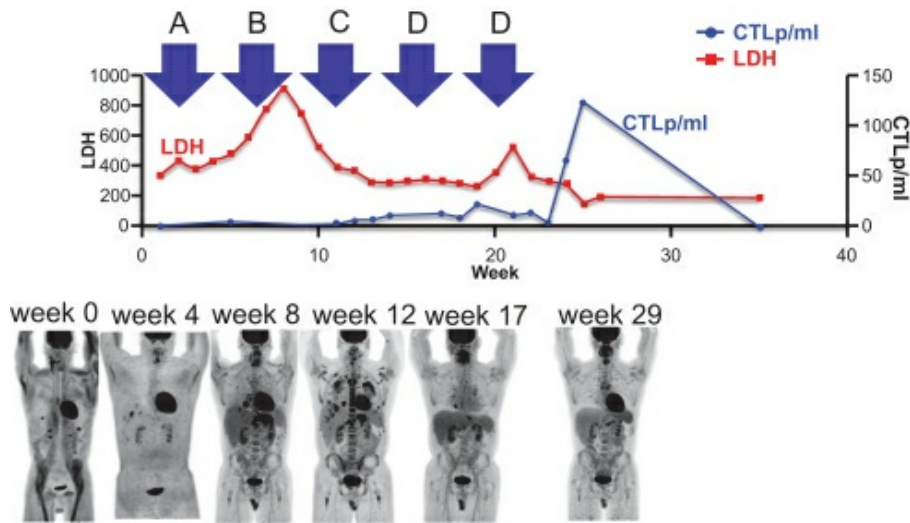 A B C D D
CTLp/ml
LDH
1000 150
800
600 100
400 50
200
0 0
LDH
CTLp/ml
LDH
CTLp/ml
0 10 20 30 40
Week
week 0 week 4 week 8 week 12 week 17 week 29